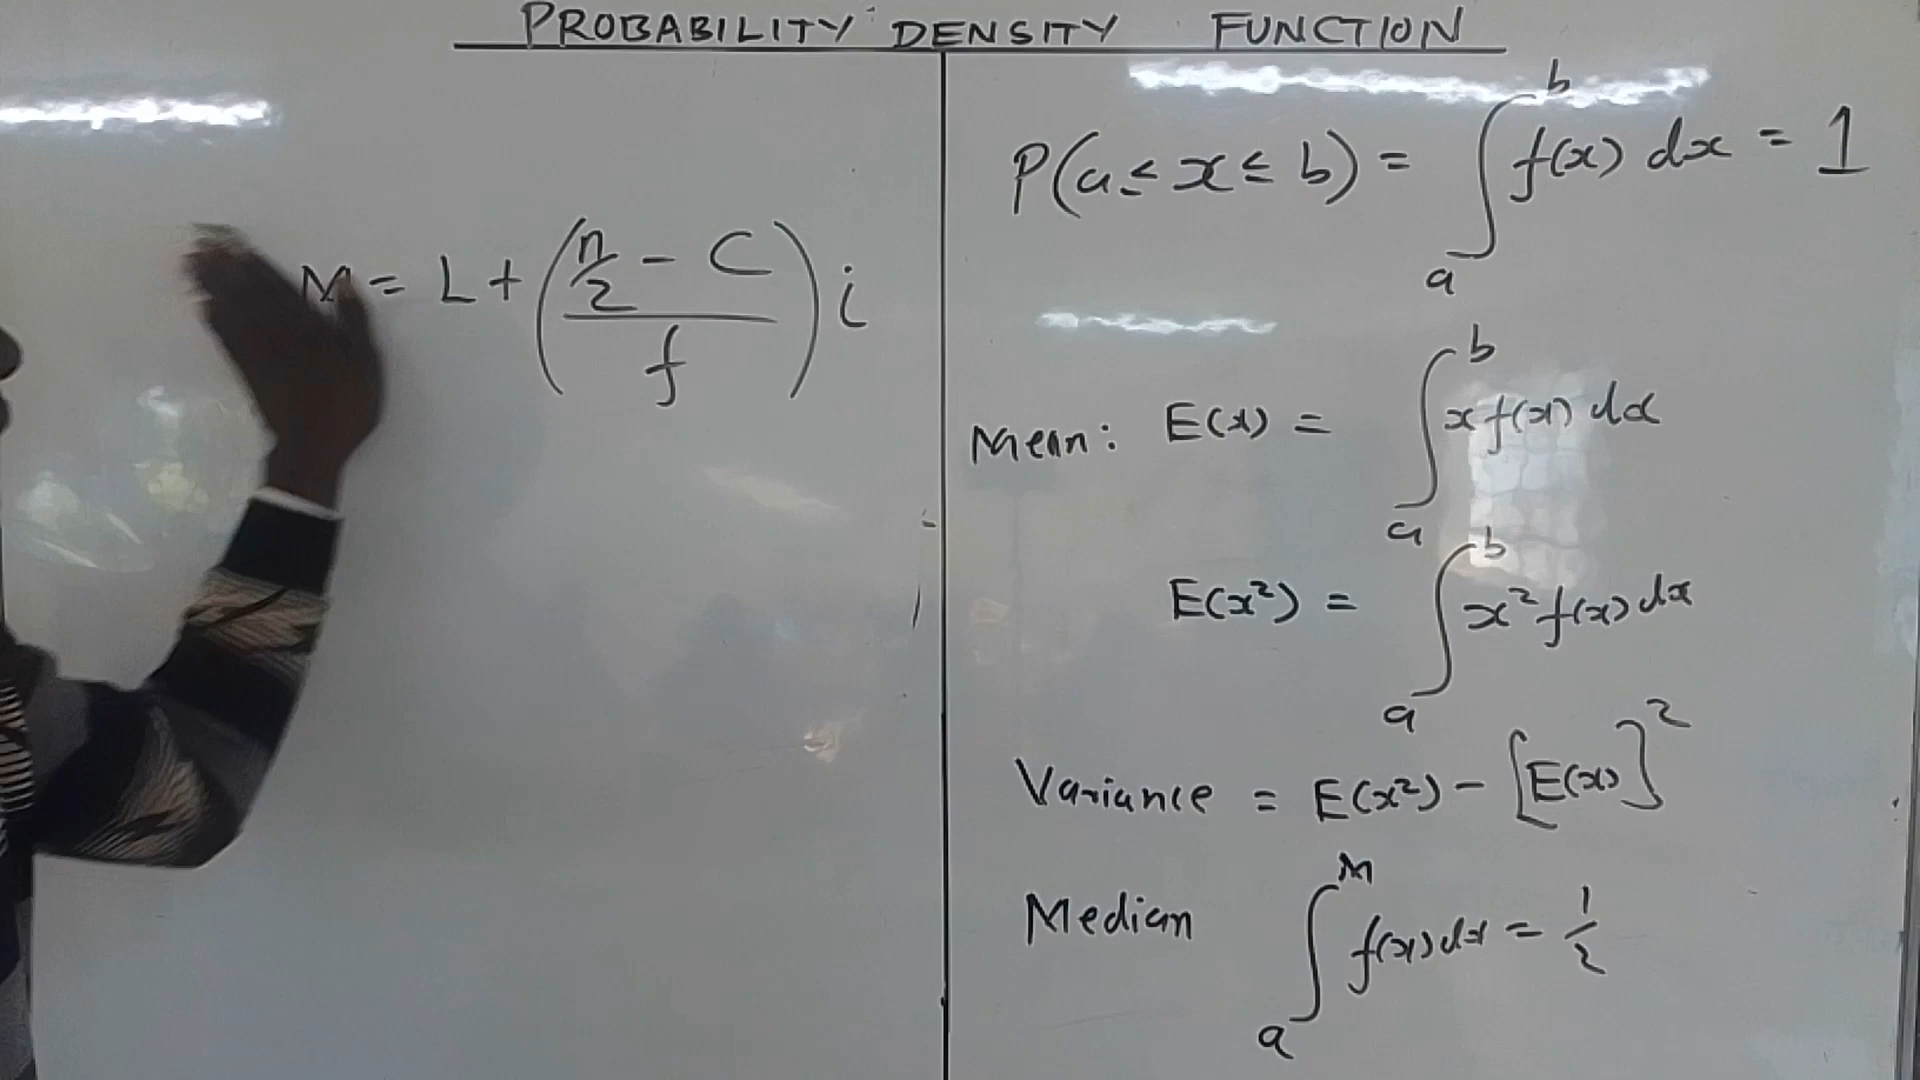 PROBABILITY DENSITY FUNCTION
M = L + ((n/2 - C)/f) i
P(a ≤ x ≤ b) = ∫_a^b f(x) dx = 1
Mean: E(x) = ∫_a^b x f(x) dx
E(x²) = ∫_a^b x² f(x) dx
Variance = E(x²) - [E(x)]²
Median ∫_a^M f(x) dx = 1/2